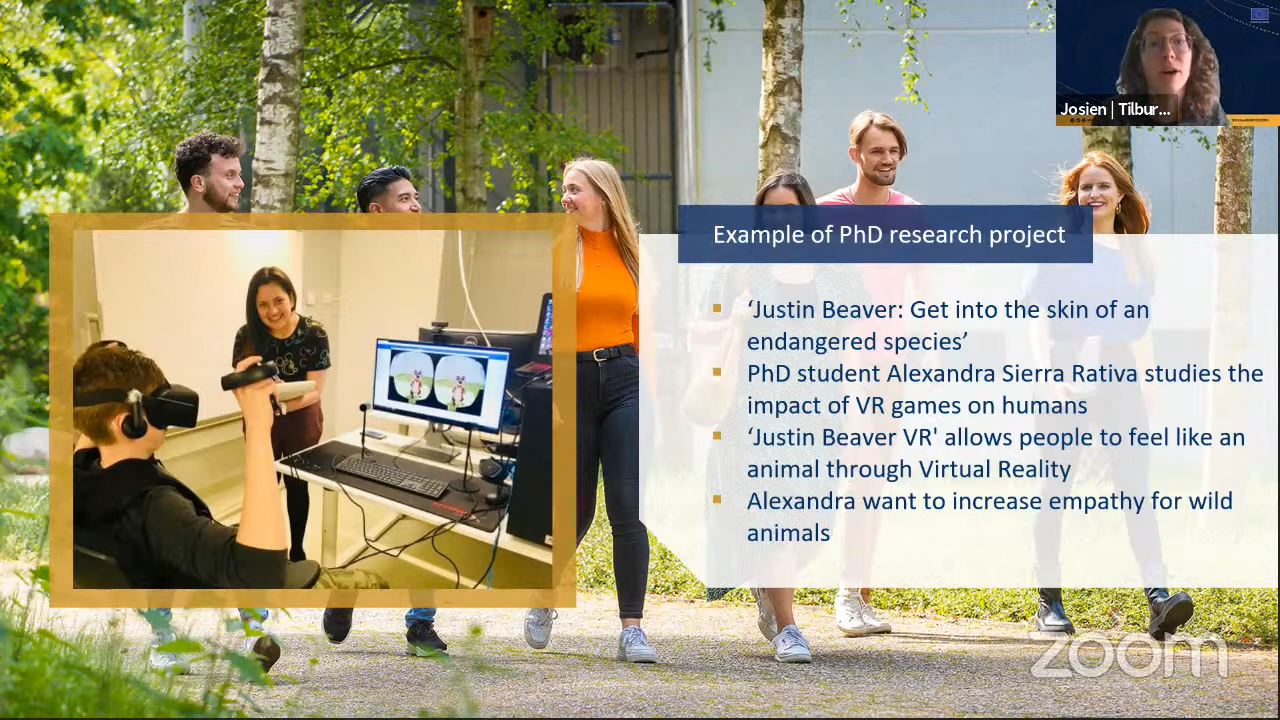 Josien | Tilbur...
Example of PhD research project
‘Justin Beaver: Get into the skin of an
endangered species’
PhD student Alexandra Sierra Rativa studies the
impact of VR games on humans
‘Justin Beaver VR' allows people to feel like an
animal through Virtual Reality
Alexandra want to increase empathy for wild
animals
zoom